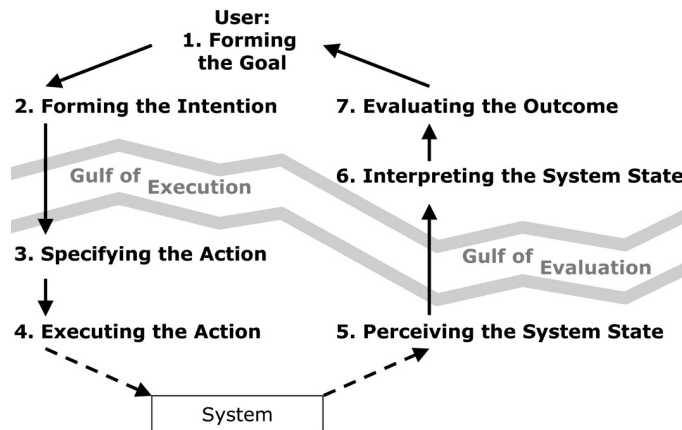 User:
1. Forming
the Goal
2. Forming the Intention
7. Evaluating the Outcome
Gulf of Execution
6. Interpreting the System State
3. Specifying the Action
Gulf of Evaluation
4. Executing the Action
5. Perceiving the System State
System